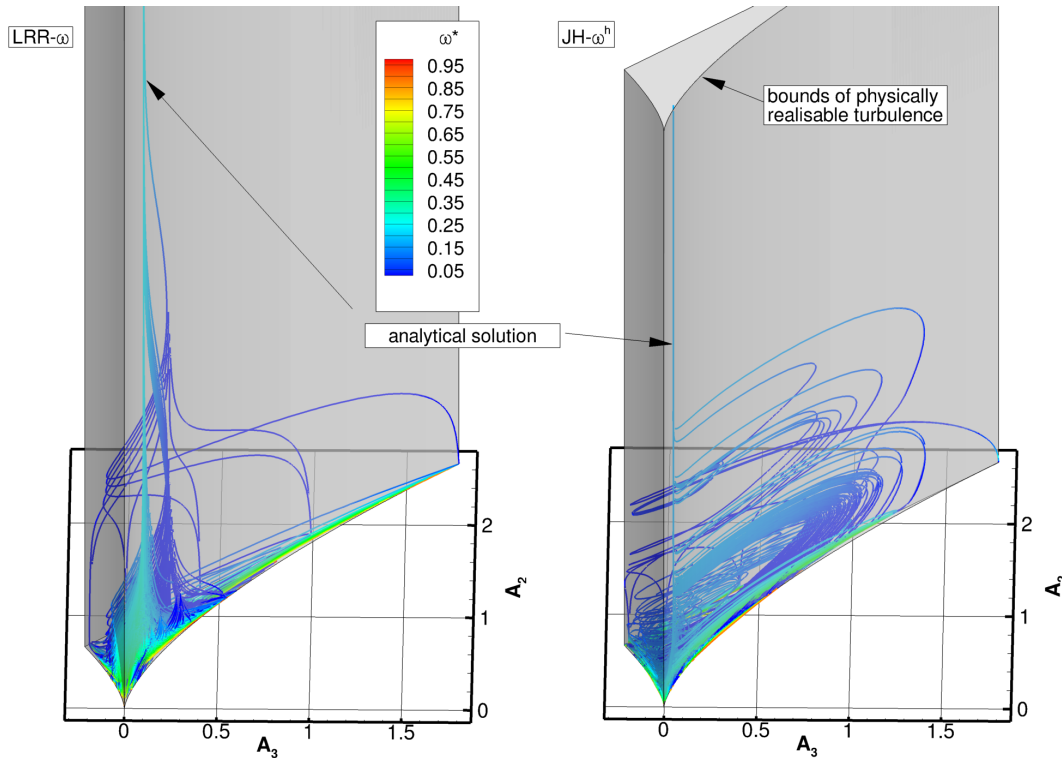 LRR-ω
ω*
0.95
0.85
0.75
0.65
0.55
0.45
0.35
0.25
0.15
0.05
analytical solution
JH-ωʰ
bounds of physically
realisable turbulence
2
1
0
A₂
0
0.5
1
1.5
A₃
2
1
0
A₂
0
0.5
1
1.5
A₃